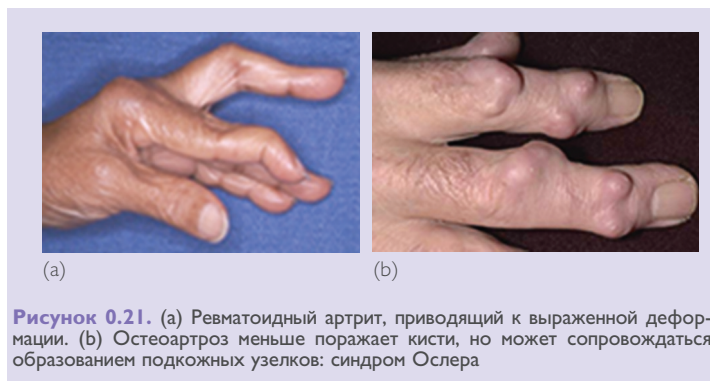 (a)
(b)
Рисунок 0.21. (a) Ревматоидный артрит, приводящий к выраженной дефор-
мации. (b) Остеоартроз меньше поражает кисти, но может сопровождаться
образованием подкожных узелков: синдром Ослера